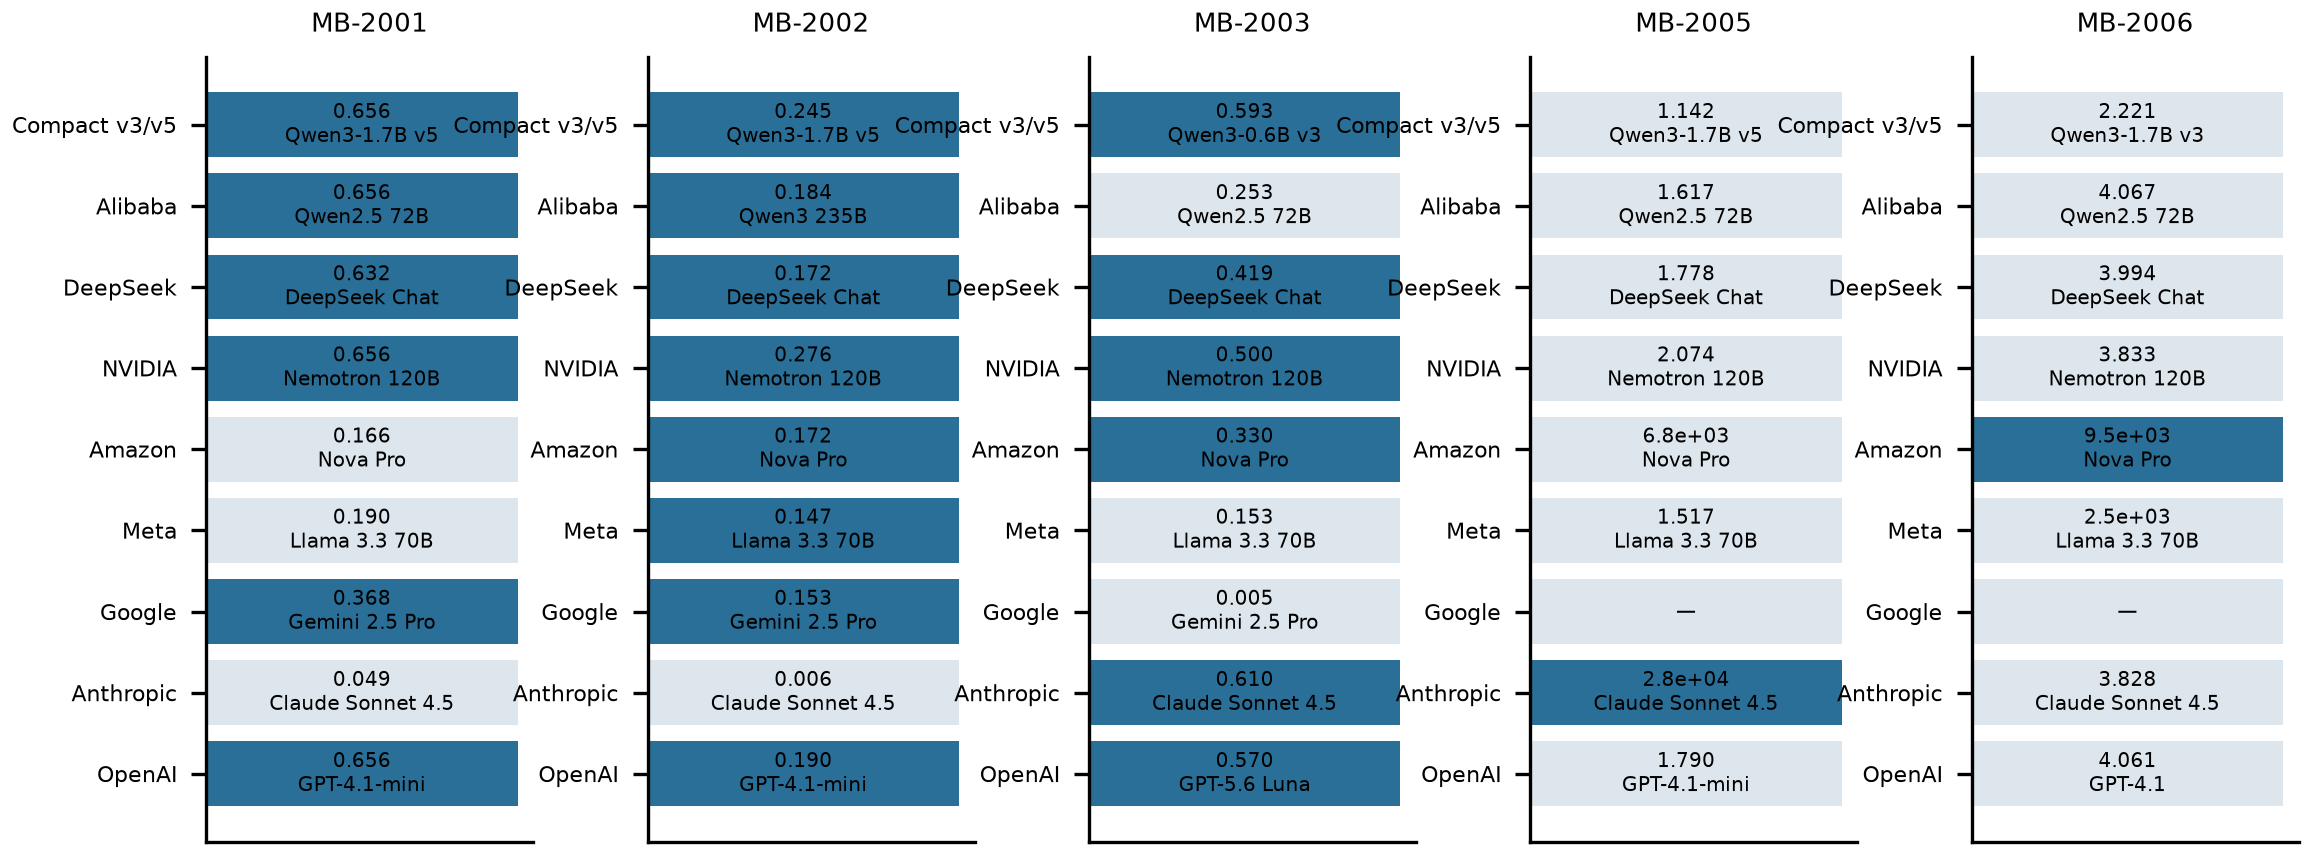 MB-2001
MB-2002
MB-2003
MB-2005
MB-2006
Compact v3/v5
0.656
Qwen3-1.7B v5
Compact v3/v5
0.245
Qwen3-1.7B v5
Compact v3/v5
0.593
Qwen3-0.6B v3
Compact v3/v5
1.142
Qwen3-1.7B v5
Compact v3/v5
2.221
Qwen3-1.7B v3
Alibaba
0.656
Qwen2.5 72B
Alibaba
0.184
Qwen3 235B
Alibaba
0.253
Qwen2.5 72B
Alibaba
1.617
Qwen2.5 72B
Alibaba
4.067
Qwen2.5 72B
DeepSeek
0.632
DeepSeek Chat
DeepSeek
0.172
DeepSeek Chat
DeepSeek
0.419
DeepSeek Chat
DeepSeek
1.778
DeepSeek Chat
DeepSeek
3.994
DeepSeek Chat
NVIDIA
0.656
Nemotron 120B
NVIDIA
0.276
Nemotron 120B
NVIDIA
0.500
Nemotron 120B
NVIDIA
2.074
Nemotron 120B
NVIDIA
3.833
Nemotron 120B
Amazon
0.166
Nova Pro
Amazon
0.172
Nova Pro
Amazon
0.330
Nova Pro
Amazon
6.8e+03
Nova Pro
Amazon
9.5e+03
Nova Pro
Meta
0.190
Llama 3.3 70B
Meta
0.147
Llama 3.3 70B
Meta
0.153
Llama 3.3 70B
Meta
1.517
Llama 3.3 70B
Meta
2.5e+03
Llama 3.3 70B
Google
0.368
Gemini 2.5 Pro
Google
0.153
Gemini 2.5 Pro
Google
0.005
Gemini 2.5 Pro
Google
—
Google
—
Anthropic
0.049
Claude Sonnet 4.5
Anthropic
0.006
Claude Sonnet 4.5
Anthropic
0.610
Claude Sonnet 4.5
Anthropic
2.8e+04
Claude Sonnet 4.5
Anthropic
3.828
Claude Sonnet 4.5
OpenAI
0.656
GPT-4.1-mini
OpenAI
0.190
GPT-4.1-mini
OpenAI
0.570
GPT-5.6 Luna
OpenAI
1.790
GPT-4.1-mini
OpenAI
4.061
GPT-4.1